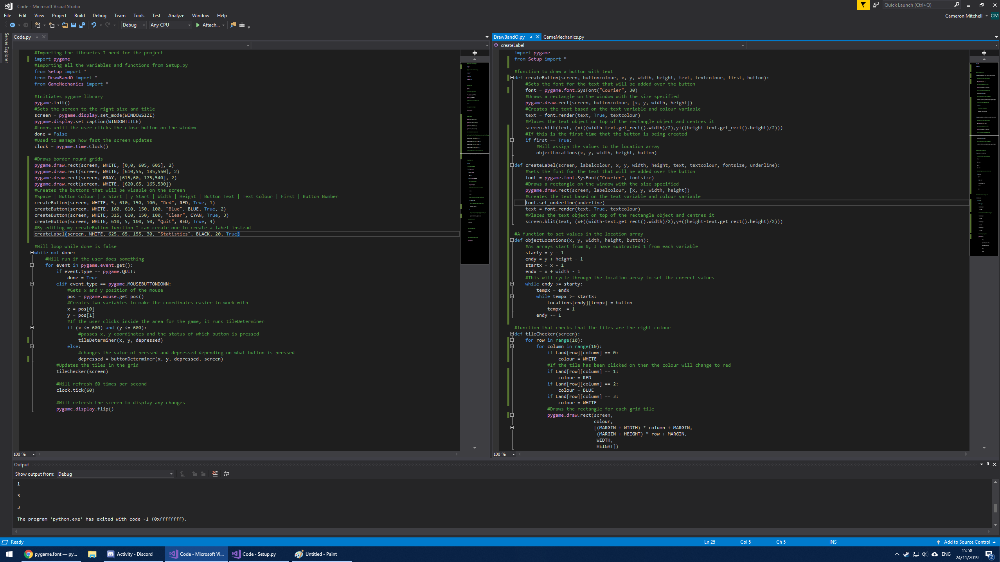 Code - Microsoft Visual Studio
Quick Launch (Ctrl+Q)
File Edit View Project Build Debug Team Tools Test Analyze Window Help
Cameron Mitchell CM
Debug Any CPU Attach...
Server Explorer
Code.py
#Importing the libraries I need for the project
import pygame
#Importing all the variables and functions from Setup.py
from Setup import *
from DrawBandO import *
from GameMechanics import *
#Initiates pygame library
pygame.init()
#Sets the screen to the right size and title
screen = pygame.display.set_mode(WINDOWSIZE)
pygame.display.set_caption(WINDOWTITLE)
#Loops until the user clicks the close button on the window
done = False
#Used to manage how fast the screen updates
clock = pygame.time.Clock()
#Draws border round grids
pygame.draw.rect(screen, WHITE, [0,0, 605, 605], 2)
pygame.draw.rect(screen, WHITE, [610,55, 185,550], 2)
pygame.draw.rect(screen, GRAY, [615,60, 175,540], 2)
pygame.draw.rect(screen, WHITE, [620,65, 165,530])
#Creates the buttons that will be visable on the screen
#Space | Button Colour | x Start | y Start | Width | Height | Button Text | Text Colour | First | Button Number
createButton(screen, WHITE, 5, 610, 150, 100, "Red", RED, True, 1)
createButton(screen, WHITE, 160, 610, 150, 100, "Blue", BLUE, True, 2)
createButton(screen, WHITE, 315, 610, 150, 100, "Clear", CYAN, True, 3)
createButton(screen, WHITE, 610, 5, 100, 50, "Quit", RED, True, 4)
#By editing my createButton function I can create one to create a label instead
createLabel(screen, WHITE, 625, 65, 155, 30, "Statistics", BLACK, 20, True)
#Will loop while done is false
while not done:
#Will run if the user does something
for event in pygame.event.get():
if event.type == pygame.QUIT:
done = True
elif event.type == pygame.MOUSEBUTTONDOWN:
#Gets x and y position of the mouse
pos = pygame.mouse.get_pos()
#Creates two variables to make the coordinates easier to work with
x = pos[0]
y = pos[1]
#If the user clicks inside the area for the game, it runs tileDeterminer
if (x <= 600) and (y <= 600):
#passes x, y coordinates and the status of which button is pressed
tileDeterminer(x, y, depressed)
else:
#changes the value of pressed and depressed depending on what button is pressed
depressed = buttonDeterminer(x, y, depressed, screen)
#Updates the tiles in the grid
tileChecker(screen)
#Will refresh 60 times per second
clock.tick(60)
#Will refresh the screen to display any changes
pygame.display.flip()
100 %
DrawBandO.py GameMechanics.py
createLabel
import pygame
from Setup import *
#function to draw a button with text
def createButton(screen, buttoncolour, x, y, width, height, text, textcolour, first, button):
#Sets the font for the text that will be added over the button
font = pygame.font.SysFont("Courier", 30)
#Draws a rectangle on the window with the size specified
pygame.draw.rect(screen, buttoncolour, [x, y, width, height])
#Creates the text based on the text variable and colour variable
text = font.render(text, True, textcolour)
#Places the text object on top of the rectangle object and centres it
screen.blit(text, (x+((width-text.get_rect().width)/2),y+((height-text.get_rect().height)/2)))
#If this is the first time that the button is being created
if first == True:
#Will assign the values to the location array
objectLocations(x, y, width, height, button)
def createLabel(screen, labelcolour, x, y, width, height, text, textcolour, fontsize, underline):
#Sets the font for the text that will be added over the button
font = pygame.font.SysFont("Courier", fontsize)
#Draws a rectangle on the window with the size specified
pygame.draw.rect(screen, labelcolour, [x, y, width, height])
#Creates the text based on the text variable and colour variable
font.set_underline(underline)
text = font.render(text, True, textcolour)
#Places the text object on top of the rectangle object and centres it
screen.blit(text, (x+((width-text.get_rect().width)/2),y+((height-text.get_rect().height)/2)))
#A function to set values in the location array
def objectLocations(x, y, width, height, button):
#As arrays start from 0, I have subtracted 1 from each variable
starty = y - 1
endy = y + height - 1
startx = x - 1
endx = x + width - 1
#This will cycle through the location array to set the correct values
while endy >= starty:
tempx = endx
while tempx >= startx:
Locations[endy][tempx] = button
tempx -= 1
endy -= 1
#function that checks that the tiles are the right colour
def tileChecker(screen):
for row in range(10):
for column in range(10):
if Land[row][column] == 0:
colour = WHITE
#If the tile has been clicked on then the colour will change to red
if Land[row][column] == 1:
colour = RED
if Land[row][column] == 2:
colour = BLUE
if Land[row][column] == 3:
colour = WHITE
#Draws the rectangle for each grid tile
pygame.draw.rect(screen,
colour,
[(MARGIN + WIDTH) * column + MARGIN,
(MARGIN + HEIGHT) * row + MARGIN,
WIDTH,
HEIGHT])
100 %
Output
Show output from: Debug
1
3
3
The program 'python.exe' has exited with code -1 (0xffffffff).
Ready Ln 25 Col 5 Ch 5 INS Add to Source Control
pygame.font — py... Activity - Discord Code - Microsoft Vi... Code - Setup.py Untitled - Paint ENG 15:58
24/11/2019 2